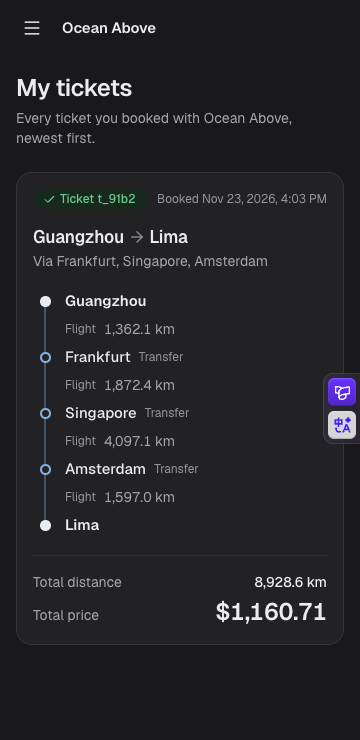 Ocean Above
My tickets
Every ticket you booked with Ocean Above,
newest first.
Ticket t_91b2
Booked Nov 23, 2026, 4:03 PM
Guangzhou → Lima
Via Frankfurt, Singapore, Amsterdam
Guangzhou
Flight 1,362.1 km
Frankfurt Transfer
Flight 1,872.4 km
Singapore Transfer
Flight 4,097.1 km
Amsterdam Transfer
Flight 1,597.0 km
Lima
Total distance 8,928.6 km
Total price $1,160.71
中A